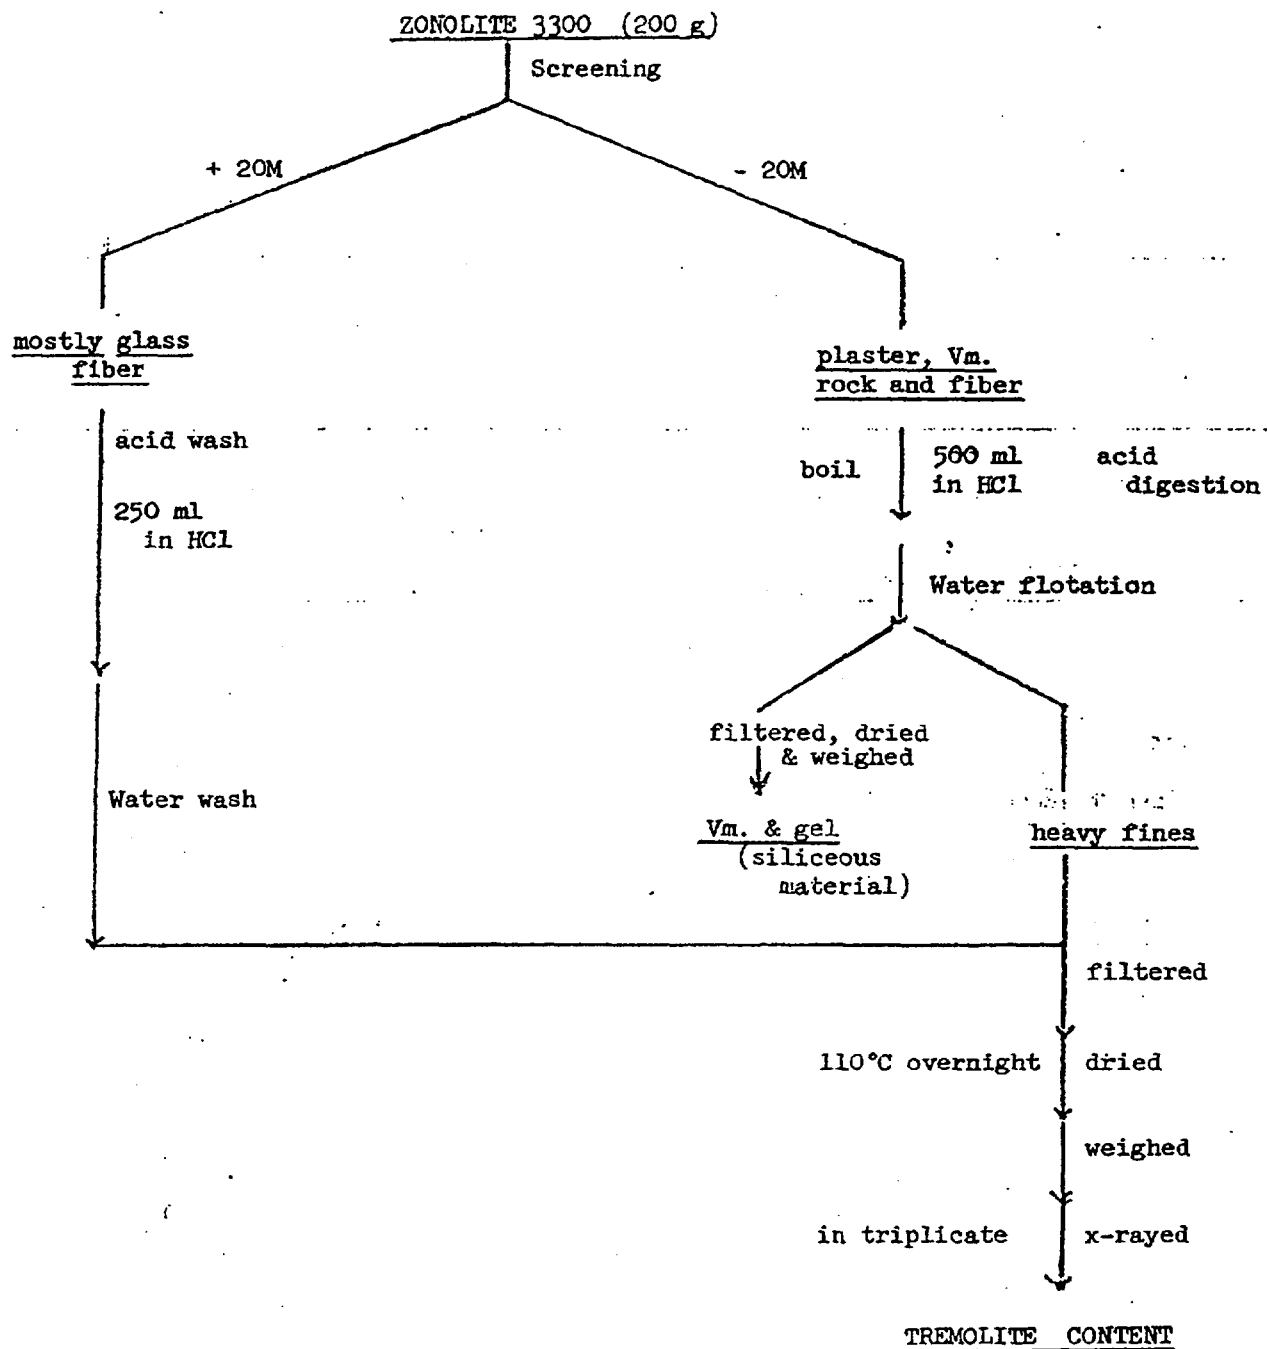 ZONOLITE 3300 (200 g)
Screening
+ 20M
- 20M
mostly glass
fiber
plaster, Vm.
rock and fiber
acid wash
250 ml
in HCl
boil
500 ml
in HCl
acid
digestion
Water flotation
filtered, dried
& weighed
Water wash
Vm. & gel
(siliceous
material)
heavy fines
filtered
110°C overnight
dried
weighed
in triplicate
x-rayed
TREMOLITE CONTENT